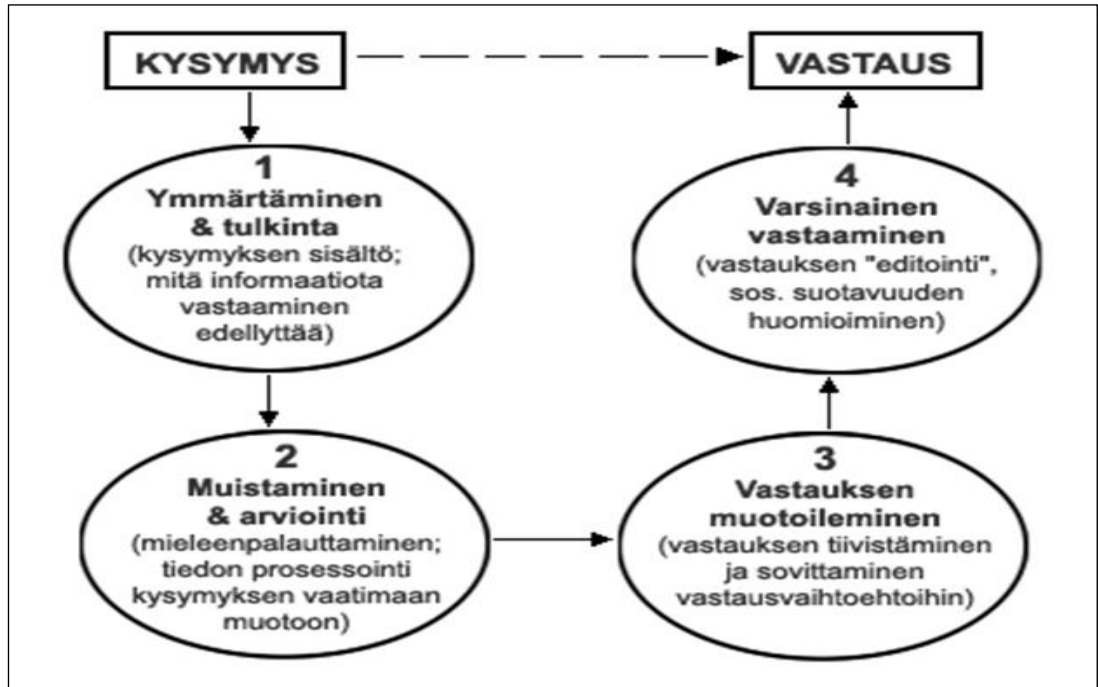 KYSYMYS
VASTAUS
1
Ymmärtäminen
& tulkinta
(kysymyksen sisältö;
mitä informaatiota
vastaaminen
edellyttää)
2
Muistaminen
& arviointi
(mieleenpalauttaminen;
tiedon prosessointi
kysymyksen vaatimaan
muotoon)
3
Vastauksen
muotoileminen
(vastauksen tiivistäminen
ja sovittaminen
vastausvaihtoehtoihin)
4
Varsinainen
vastaaminen
(vastauksen "editointi",
sos. suotavuuden
huomioiminen)